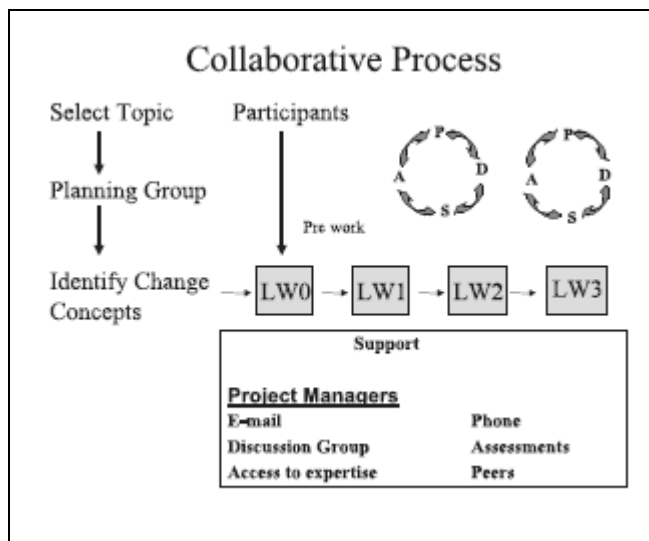 Collaborative Process
Select Topic
Participants
P
A
D
S
P
A
D
S
Planning Group
Pre work
Identify Change
Concepts
LW0
LW1
LW2
LW3
Support
Project Managers
E-mail
Phone
Discussion Group
Assessments
Access to expertise
Peers